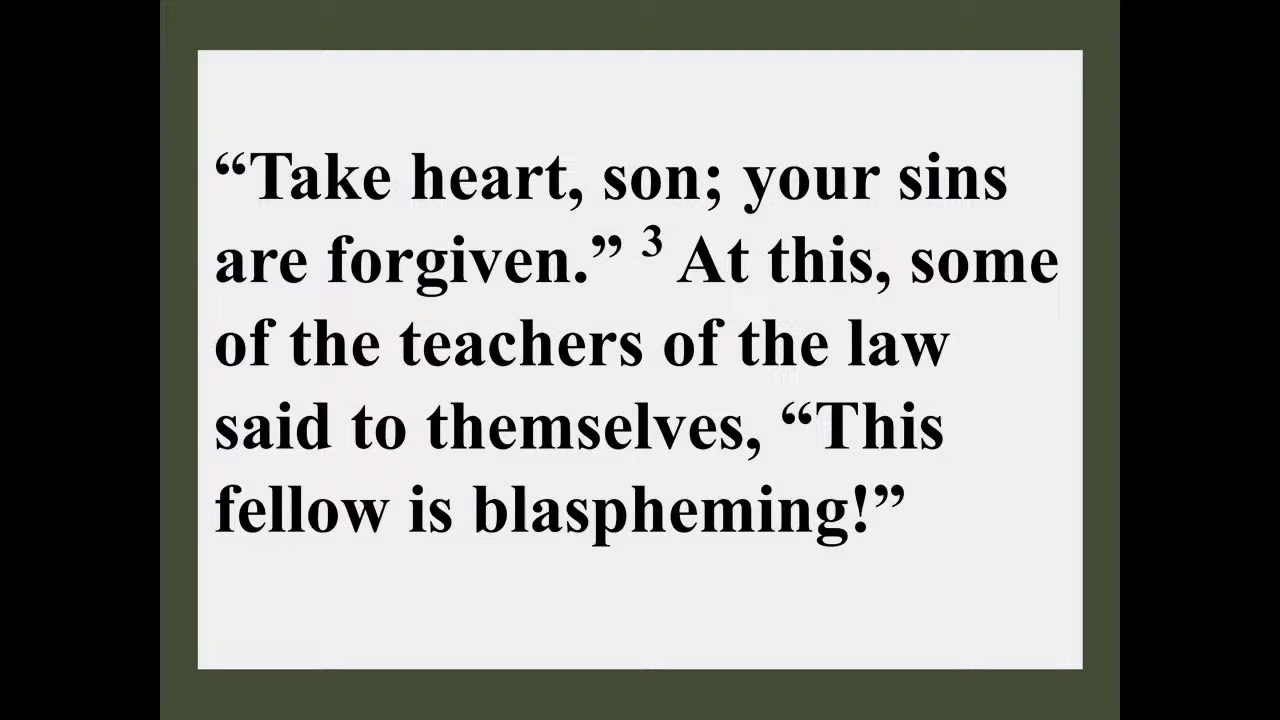 “Take heart, son; your sins
are forgiven.” ³ At this, some
of the teachers of the law
said to themselves, “This
fellow is blaspheming!”